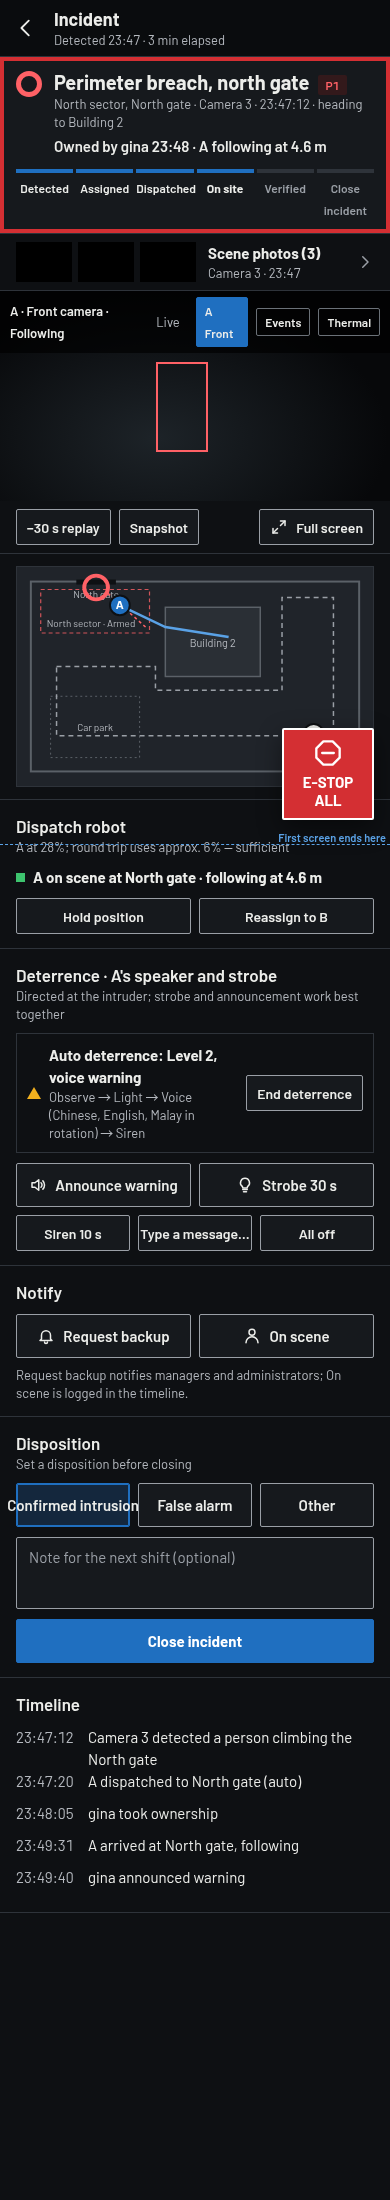 Incident
Detected 23:47 · 3 min elapsed
Perimeter breach, north gate P1
North sector, North gate · Camera 3 · 23:47:12 · heading
to Building 2
Owned by gina 23:48 · A following at 4.6 m
Detected Assigned Dispatched On site Verified Close
incident
Scene photos (3)
Camera 3 · 23:47
A · Front camera ·
Following
Live
A
Front
Events
Thermal
−30 s replay
Snapshot
Full screen
North gate
A
North sector · Armed
Building 2
Car park
E-STOP
ALL
Dispatch robot
First screen ends here
A at 28%; round trip uses approx. 6% — sufficient
A on scene at North gate · following at 4.6 m
Hold position
Reassign to B
Deterrence · A's speaker and strobe
Directed at the intruder; strobe and announcement work best
together
Auto deterrence: Level 2,
voice warning
Observe → Light → Voice
(Chinese, English, Malay in
rotation) → Siren
End deterrence
Announce warning
Strobe 30 s
Siren 10 s
Type a message…
All off
Notify
Request backup
On scene
Request backup notifies managers and administrators; On
scene is logged in the timeline.
Disposition
Set a disposition before closing
Confirmed intrusion
False alarm
Other
Note for the next shift (optional)
Close incident
Timeline
23:47:12 Camera 3 detected a person climbing the
North gate
23:47:20 A dispatched to North gate (auto)
23:48:05 gina took ownership
23:49:31 A arrived at North gate, following
23:49:40 gina announced warning